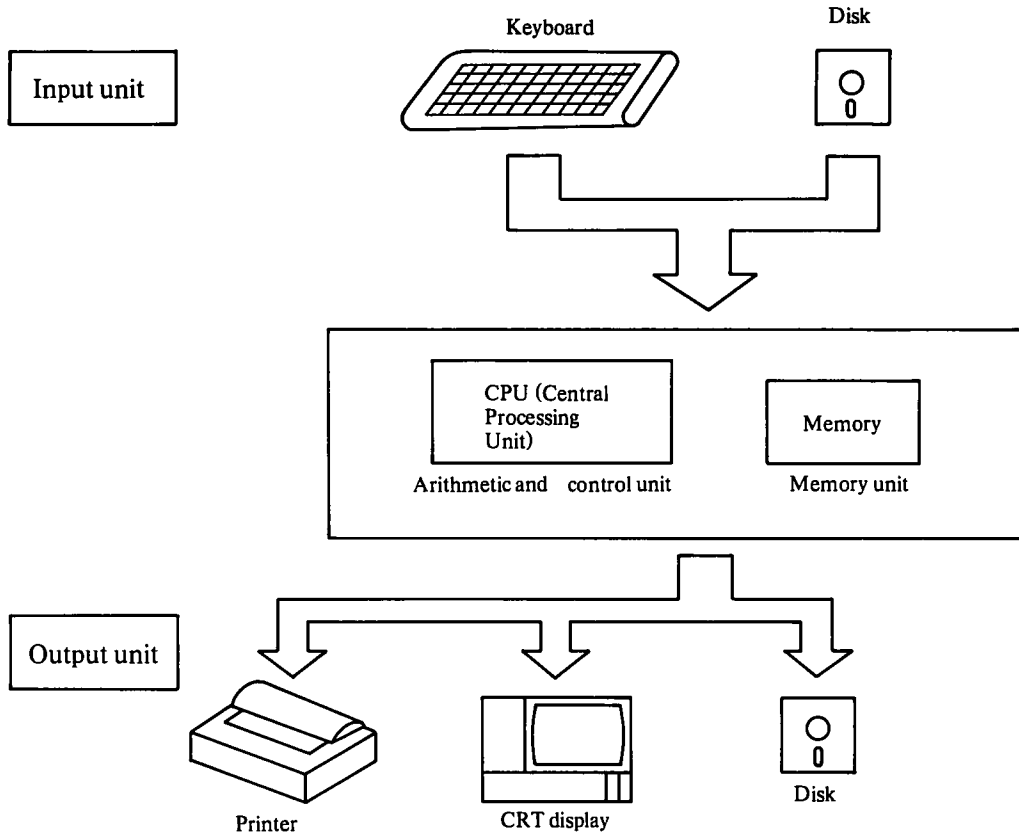 Keyboard
Disk
Input unit
CPU (Central
Processing
Unit)
Memory
Arithmetic and control unit
Memory unit
Output unit
Printer
CRT display
Disk